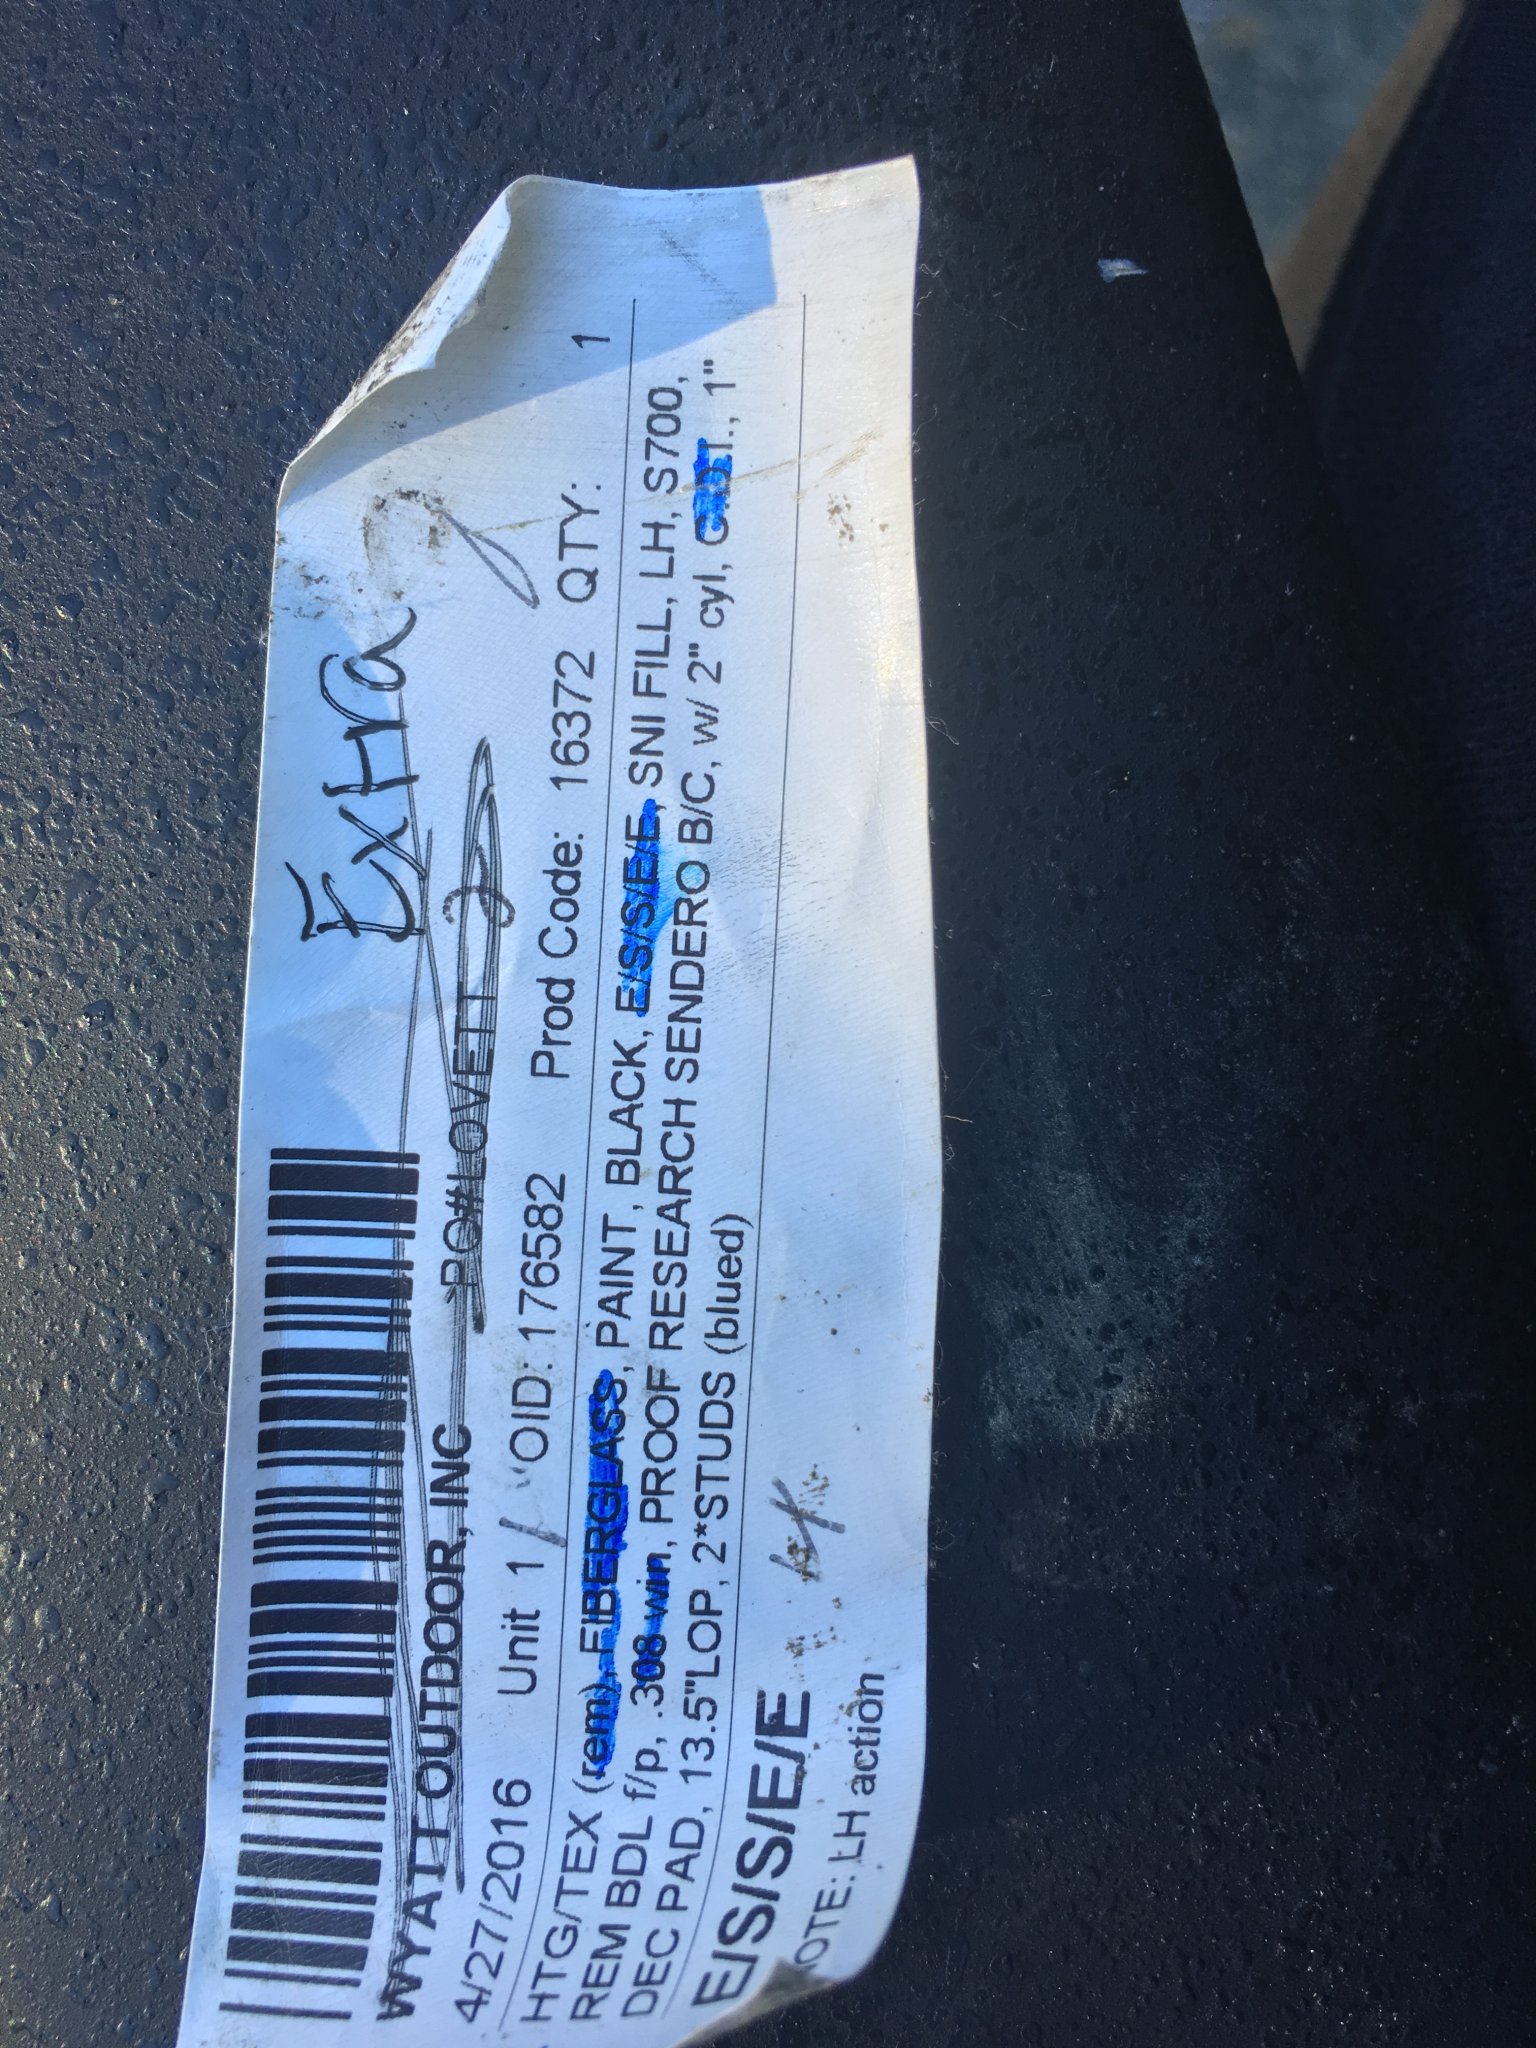 Extra
WYATT OUTDOOR, INC PO#LOVETT
4/27/2016 Unit 1 / OID: 176582 Prod Code: 16372 QTY: 1
HTG/TEX (rem), FIBERGLASS, PAINT, BLACK, E/S/S/E/E, SNI FILL, LH, S700,
REM BDL f/p, .308 win, PROOF RESEARCH SENDERO B/C, w/ 2" cyl, C.D.T., 1"
DEC PAD, 13.5"LOP, 2*STUDS (blued)
E/S/S/E/E
NOTE: LH action